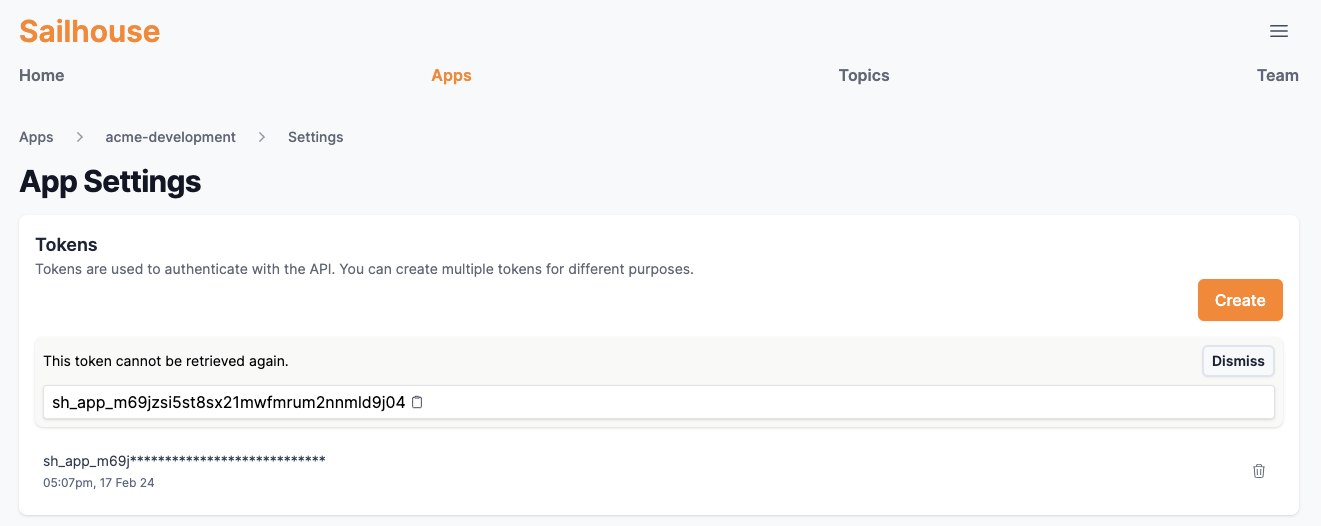 Sailhouse
Home Apps Topics Team
Apps > acme-development > Settings
App Settings
Tokens
Tokens are used to authenticate with the API. You can create multiple tokens for different purposes.
Create
This token cannot be retrieved again.
Dismiss
sh_app_m69jzsi5st8sx21mwfmrum2nnmld9j04
sh_app_m69j****************************
05:07pm, 17 Feb 24